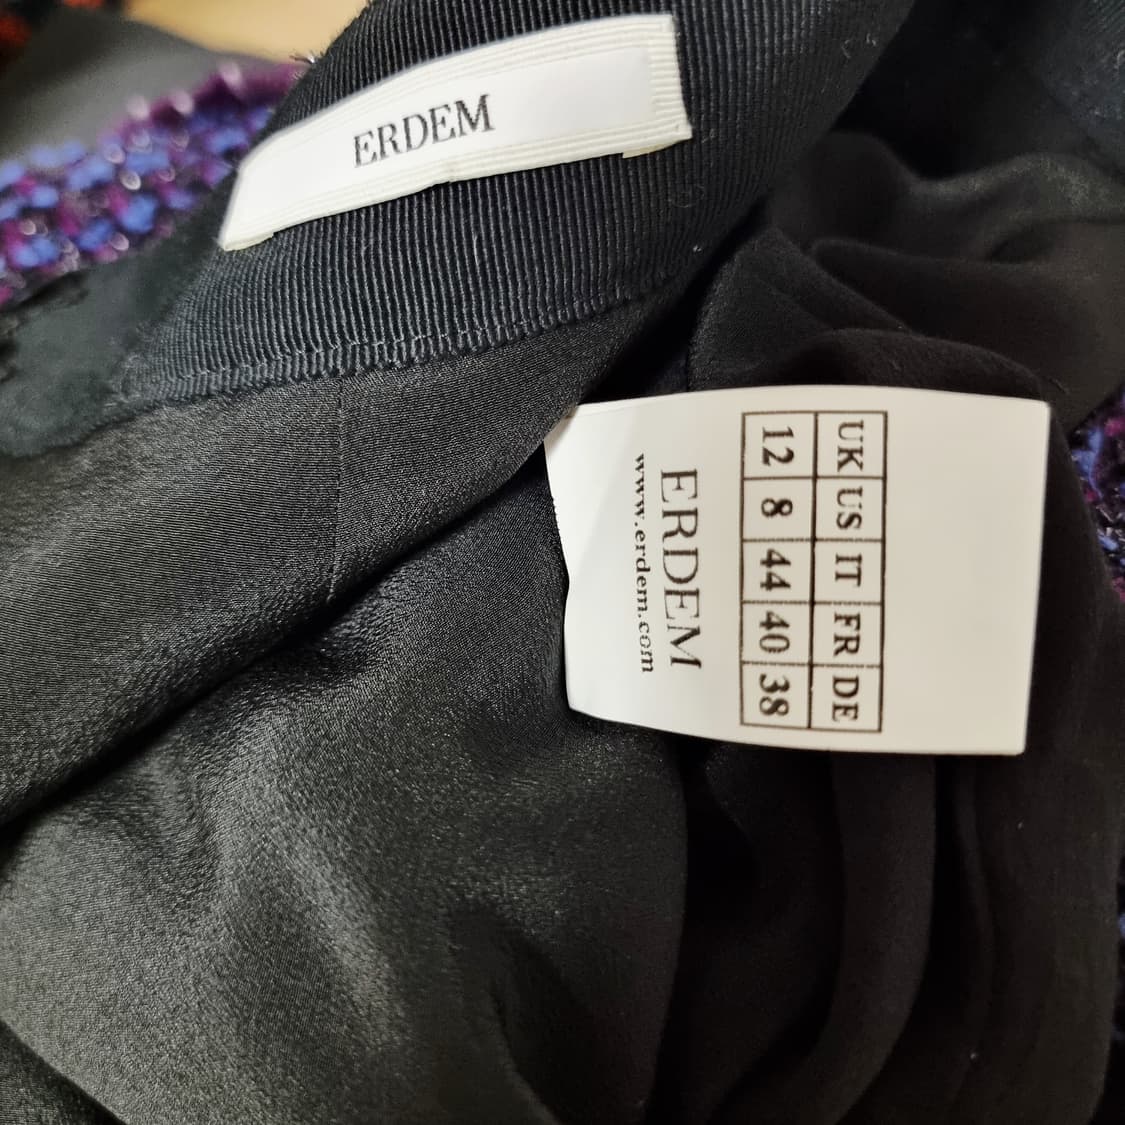 ERDEM
UK US IT FR DE
12 8 44 40 38
ERDEM
www.erdem.com